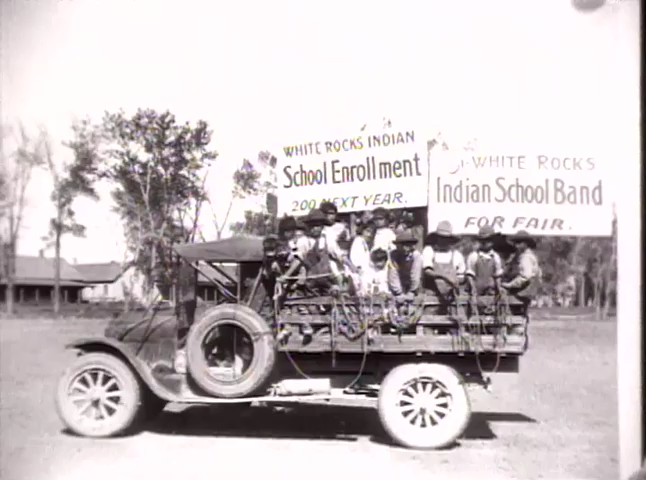 WHITE ROCKS INDIAN
School Enrollment
200 NEXT YEAR.
WHITE ROCKS
Indian School Band
FOR FAIR.